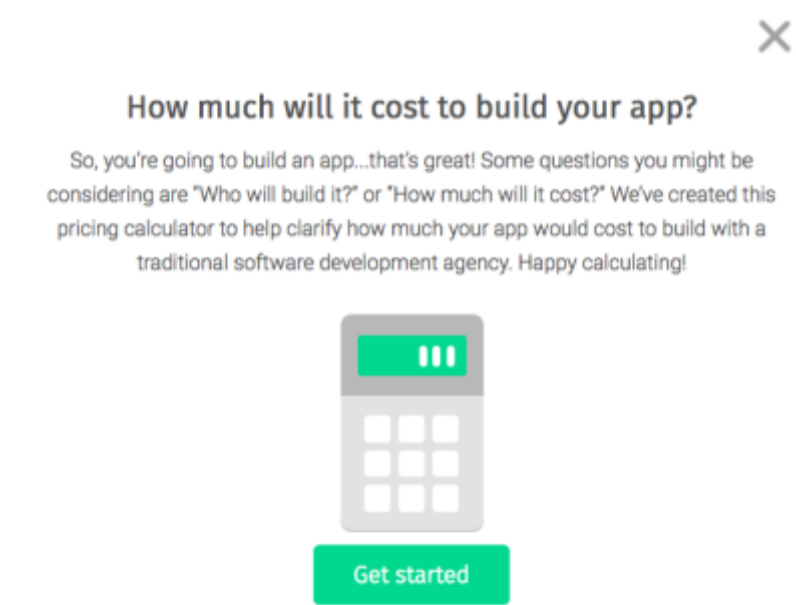 How much will it cost to build your app?
So, you're going to build an app...that's great! Some questions you might be
considering are "Who will build it?" or "How much will it cost?" We've created this
pricing calculator to help clarify how much your app would cost to build with a
traditional software development agency. Happy calculating!
Get started